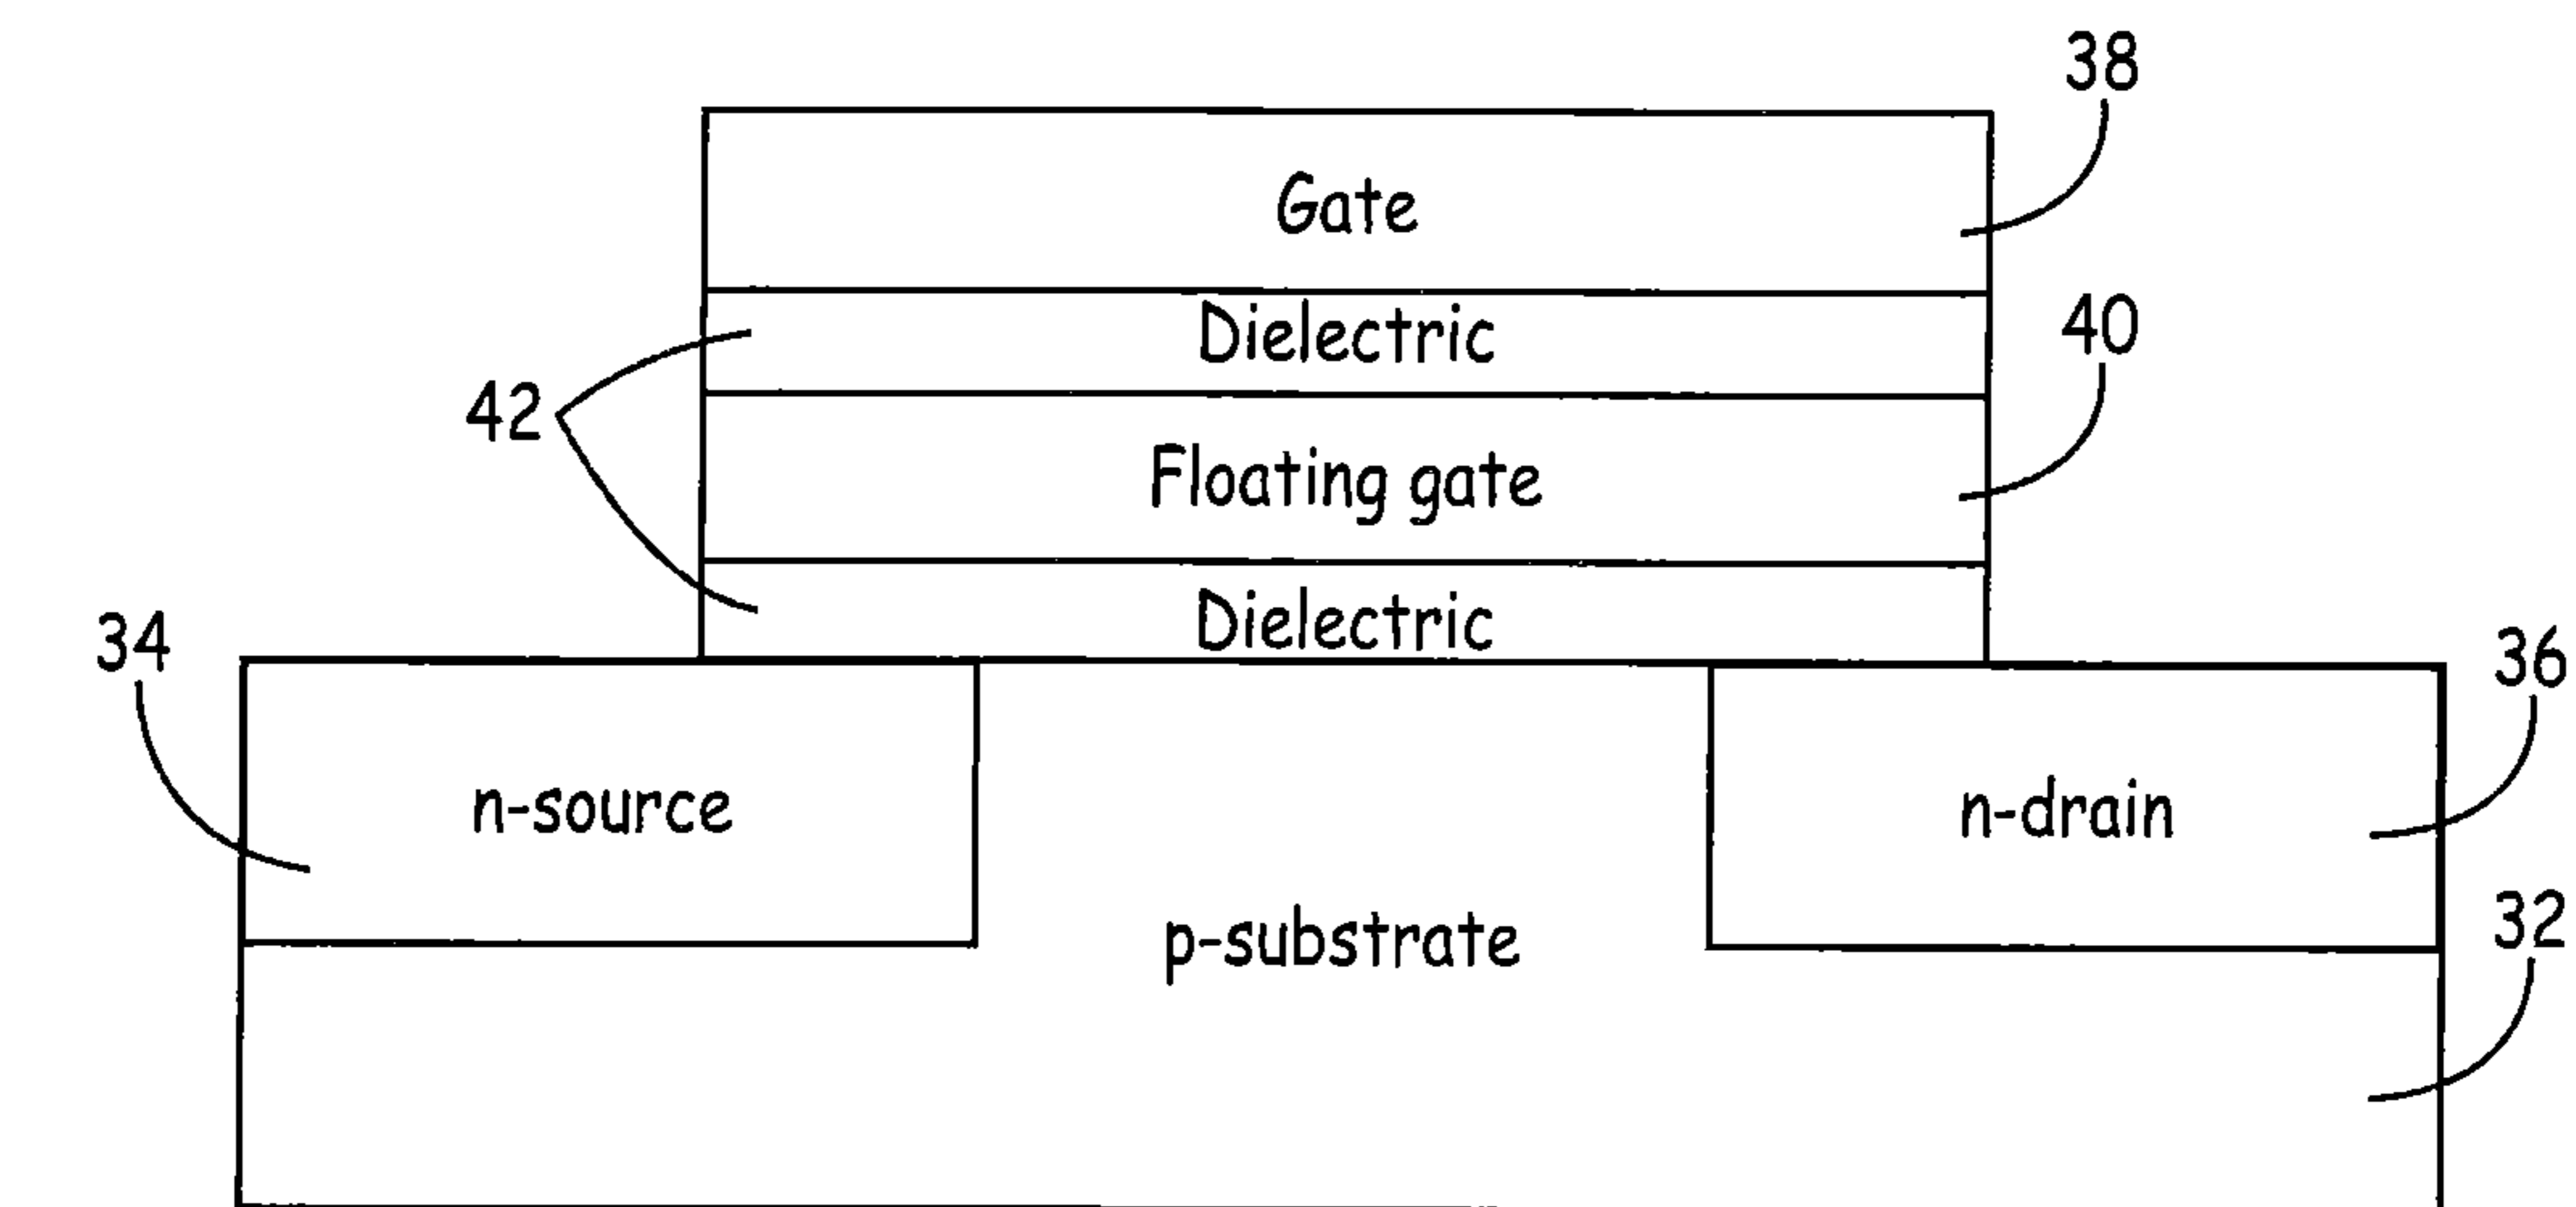 38
Gate
Dielectric
40
42
Floating gate
Dielectric
34
36
n-source
n-drain
32
p-substrate